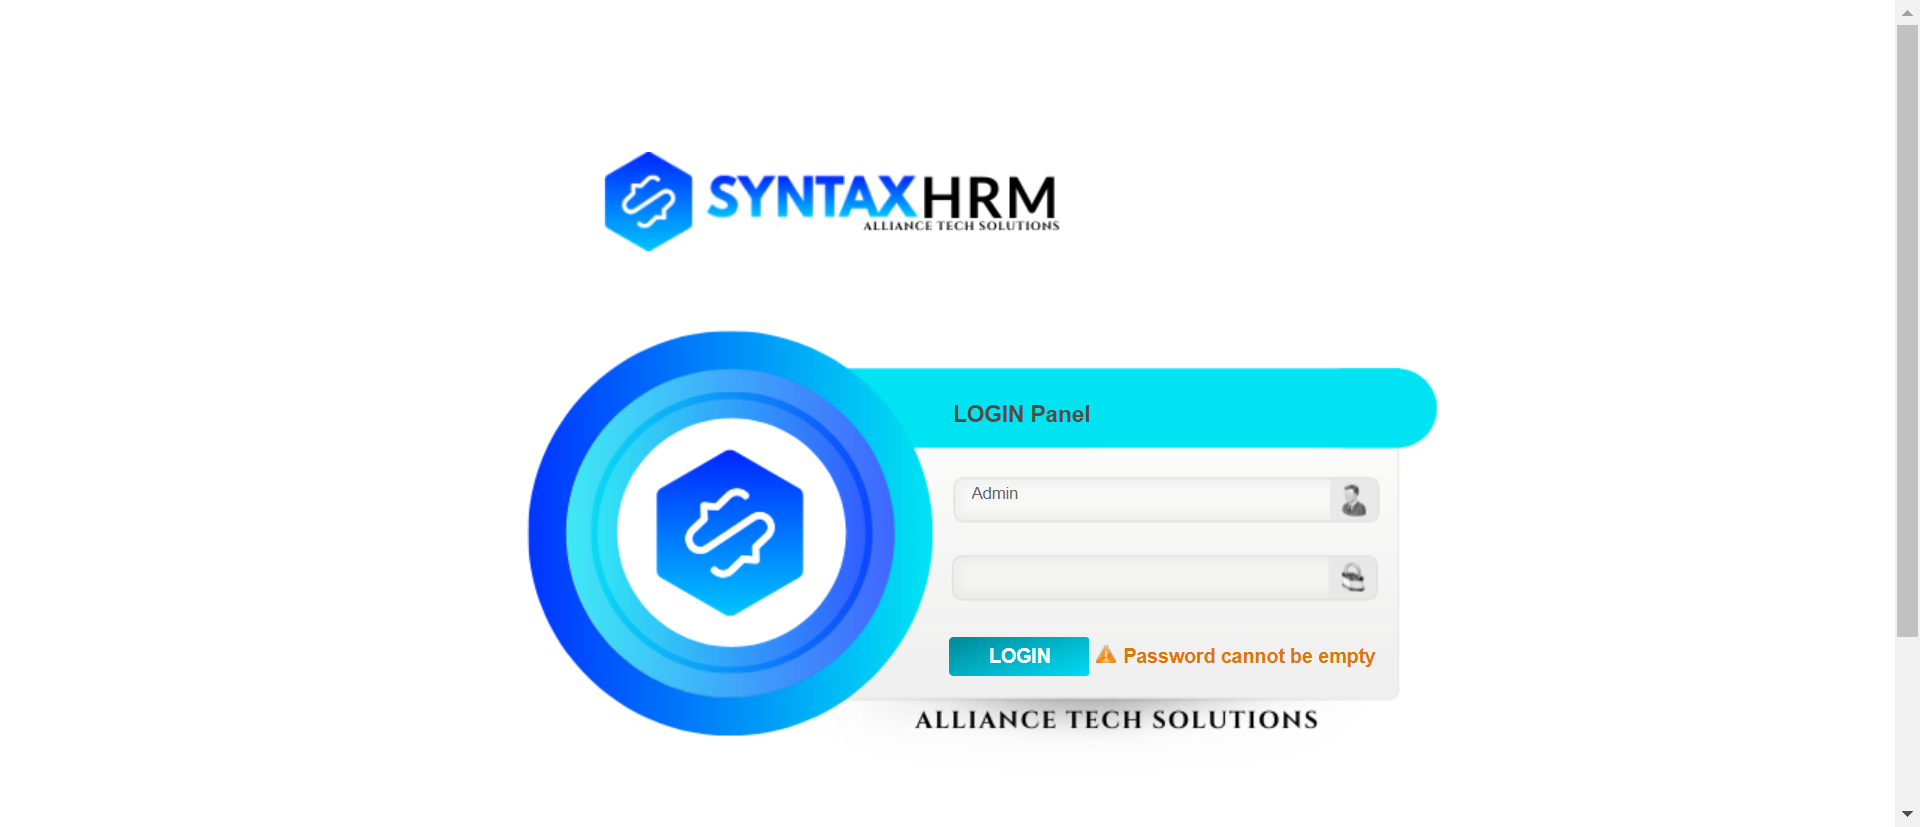 SYNTAXHRM
ALLIANCE TECH SOLUTIONS
LOGIN Panel
Admin
LOGIN
Password cannot be empty
ALLIANCE TECH SOLUTIONS